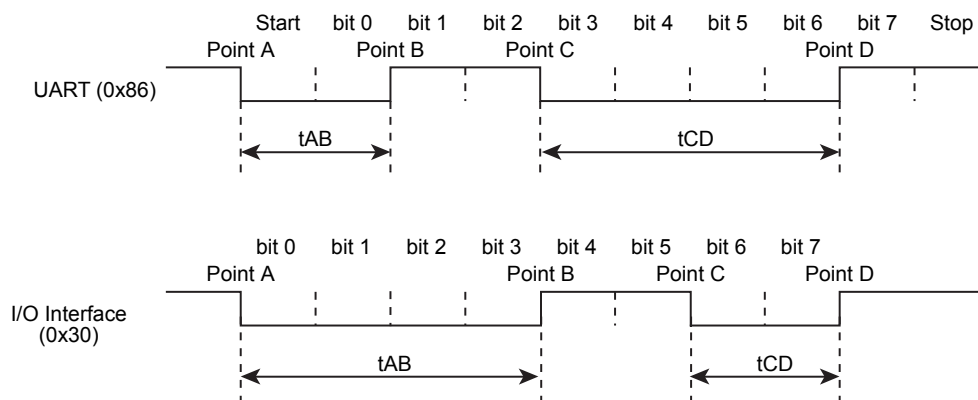 Start bit 0 bit 1 bit 2 bit 3 bit 4 bit 5 bit 6 bit 7 Stop
Point A Point B Point C Point D
UART (0x86)
tAB tCD
bit 0 bit 1 bit 2 bit 3 bit 4 bit 5 bit 6 bit 7
Point A Point B Point C Point D
I/O Interface
(0x30)
tAB tCD